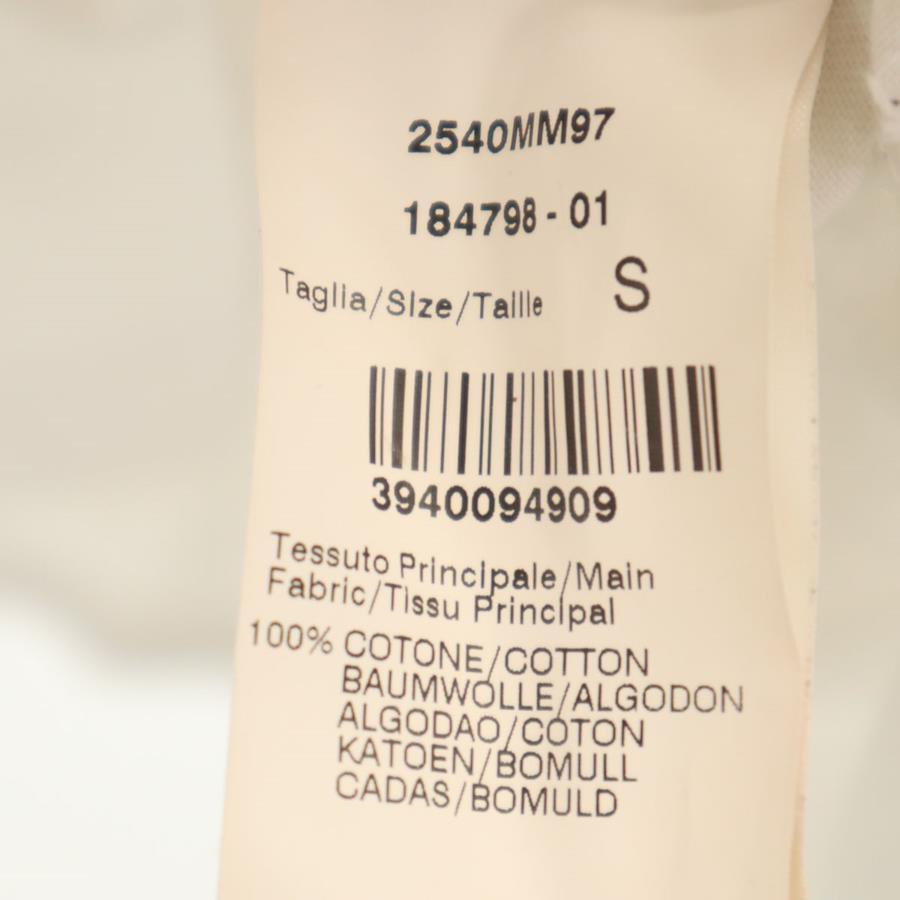 2540MM97
184798-01
Taglia/Size/Taille S
3940094909
Tessuto Principale/Main
Fabric/Tissu Principal
100% COTONE/COTTON
BAUMWOLLE/ALGODON
ALGODAO/COTON
KATOEN/BOMULL
CADAS/BOMULD